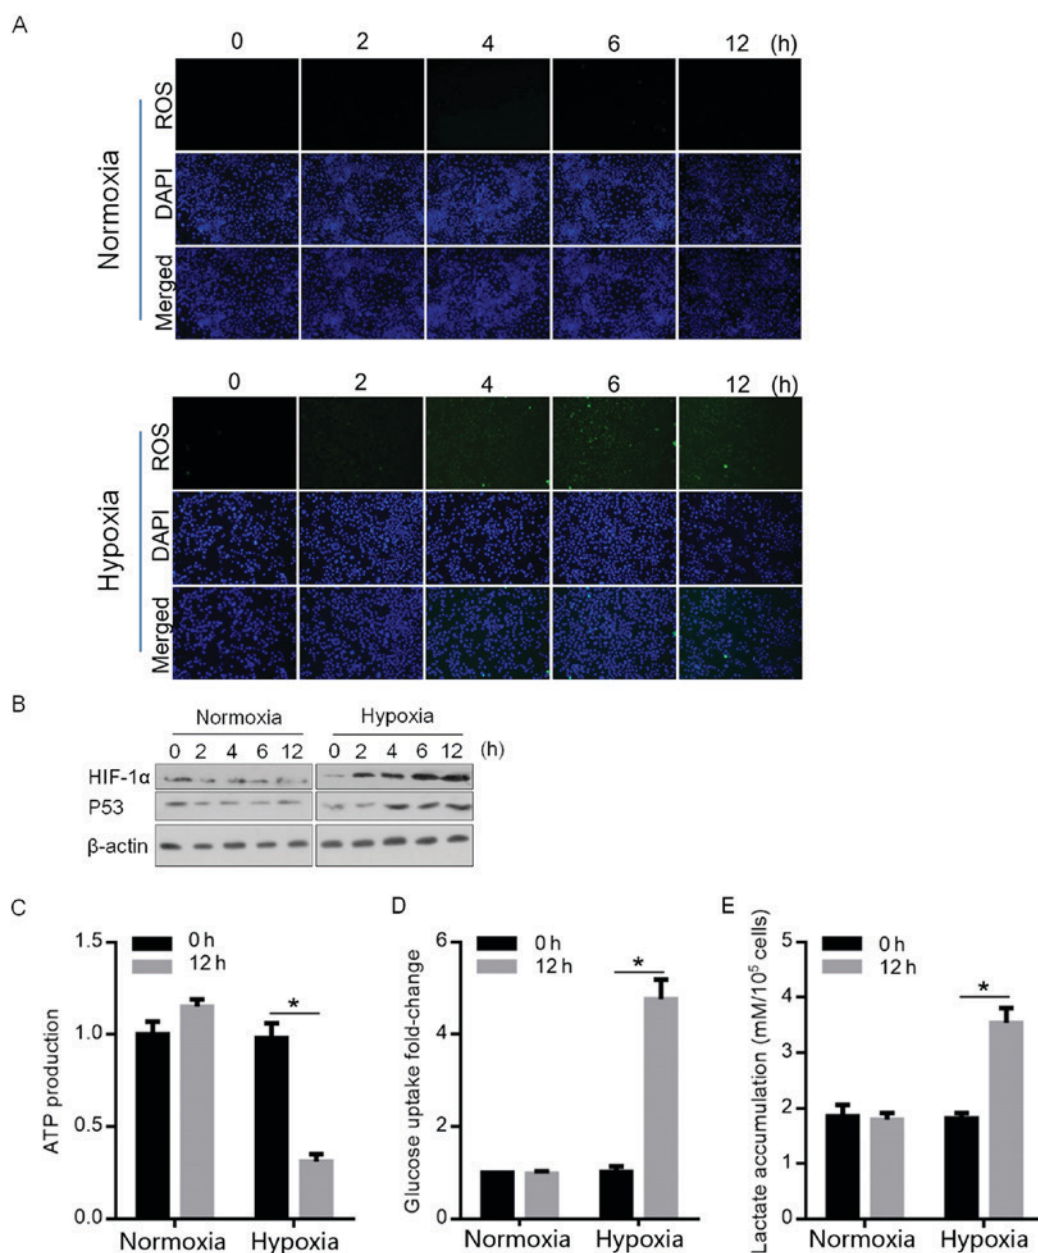 A
0 2 4 6 12 (h)
Normoxia
ROS
DAPI
Merged
0 2 4 6 12 (h)
Hypoxia
ROS
DAPI
Merged
B
Normoxia Hypoxia
0 2 4 6 12 0 2 4 6 12 (h)
HIF-1α
P53
β-actin
C
0 h
12 h
ATP production
1.5
1.0
0.5
0.0
*
Normoxia Hypoxia
D
0 h
12 h
Glucose uptake fold-change
6
4
2
0
*
Normoxia Hypoxia
E
0 h
12 h
Lactate accumulation (mM/10⁵ cells)
5
4
3
2
1
0
*
Normoxia Hypoxia